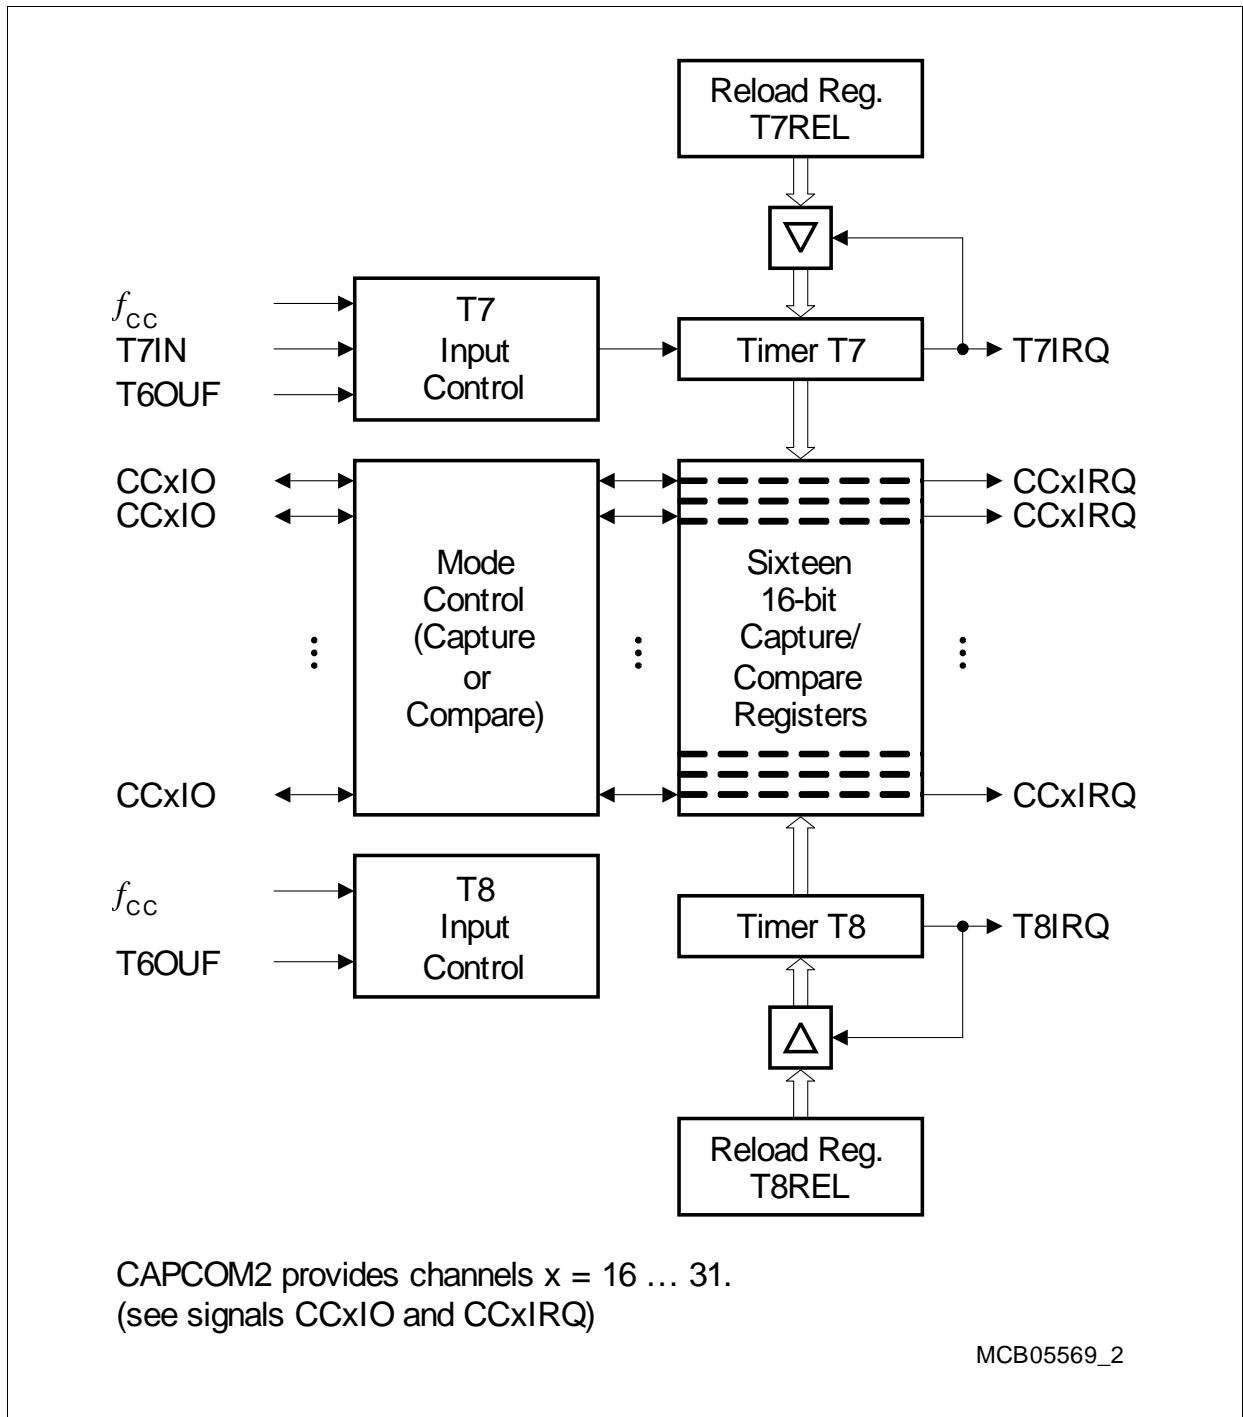 Reload Reg.
T7REL
f CC
T7IN
T6OUF
T7
Input
Control
Timer T7
T7IRQ
CCxIO
CCxIO
CCxIO
Mode
Control
(Capture
or
Compare)
Sixteen
16-bit
Capture/
Compare
Registers
CCxIRQ
CCxIRQ
CCxIRQ
f CC
T6OUF
T8
Input
Control
Timer T8
T8IRQ
Reload Reg.
T8REL
CAPCOM2 provides channels x = 16 … 31.
(see signals CCxIO and CCxIRQ)
MCB05569_2